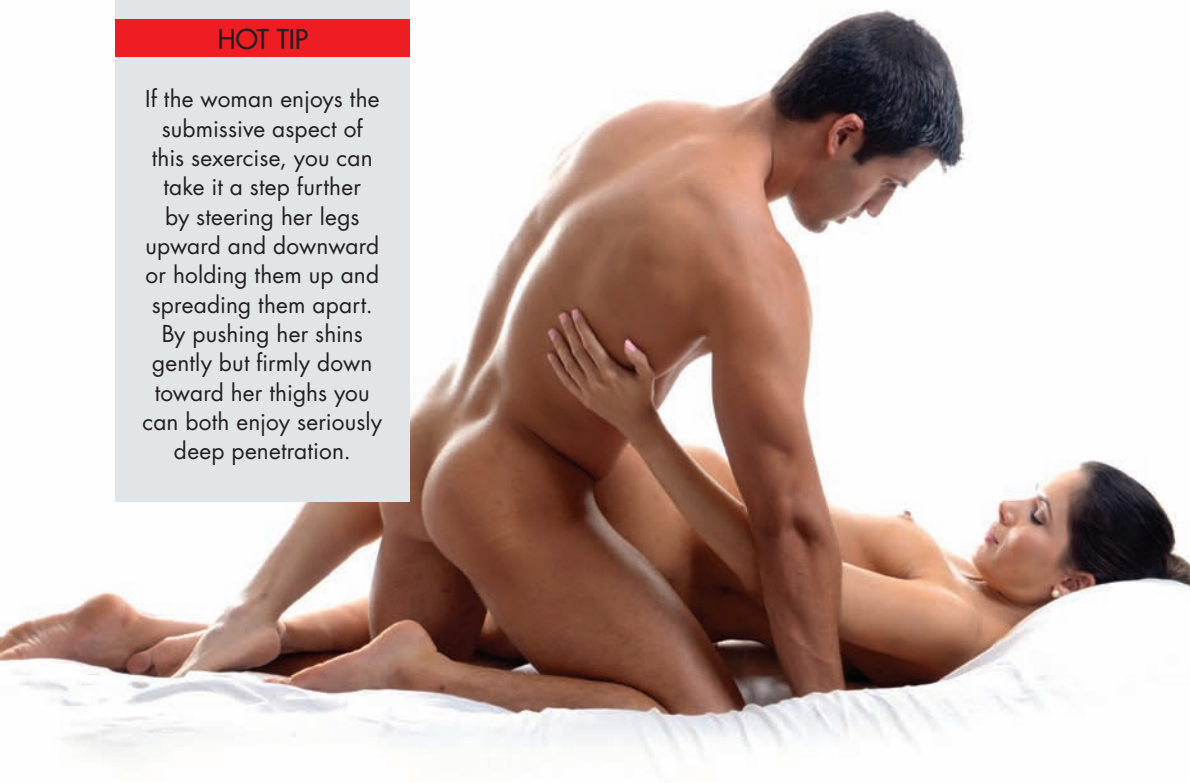 HOT TIP
If the woman enjoys the
submissive aspect of
this sexercise, you can
take it a step further
by steering her legs
upward and downward
or holding them up and
spreading them apart.
By pushing her shins
gently but firmly down
toward her thighs you
can both enjoy seriously
deep penetration.